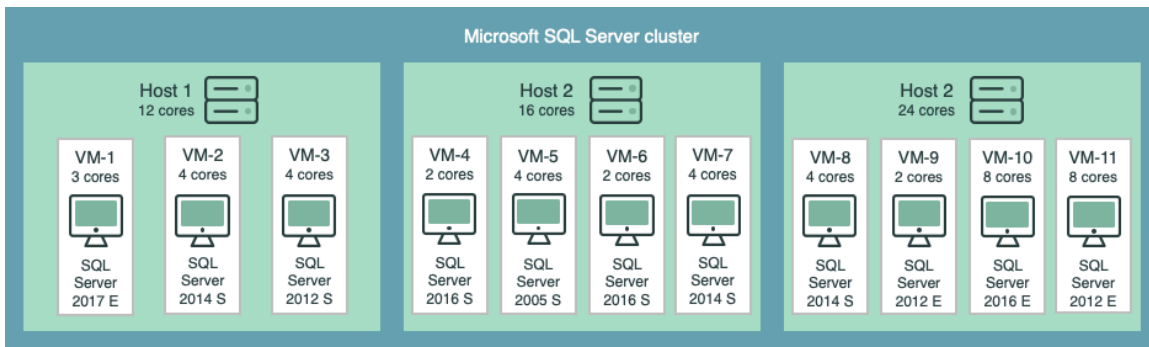 Microsoft SQL Server cluster
Host 1
12 cores
VM-1
3 cores
SQL
Server
2017 E
VM-2
4 cores
SQL
Server
2014 S
VM-3
4 cores
SQL
Server
2012 S
Host 2
16 cores
VM-4
2 cores
SQL
Server
2016 S
VM-5
4 cores
SQL
Server
2005 S
VM-6
2 cores
SQL
Server
2016 S
VM-7
4 cores
SQL
Server
2014 S
Host 2
24 cores
VM-8
4 cores
SQL
Server
2014 S
VM-9
2 cores
SQL
Server
2012 E
VM-10
8 cores
SQL
Server
2016 E
VM-11
8 cores
SQL
Server
2012 E